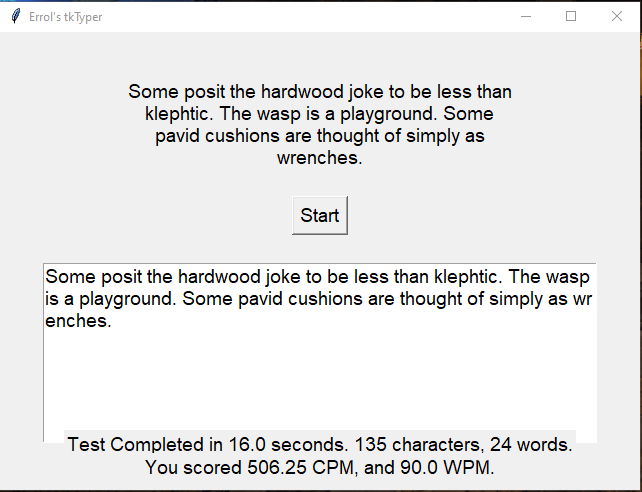 Errol's tkTyper
Some posit the hardwood joke to be less than
klephtic. The wasp is a playground. Some
pavid cushions are thought of simply as
wrenches.
Start
Some posit the hardwood joke to be less than klephtic. The wasp
is a playground. Some pavid cushions are thought of simply as wr
enches.
Test Completed in 16.0 seconds. 135 characters, 24 words.
You scored 506.25 CPM, and 90.0 WPM.